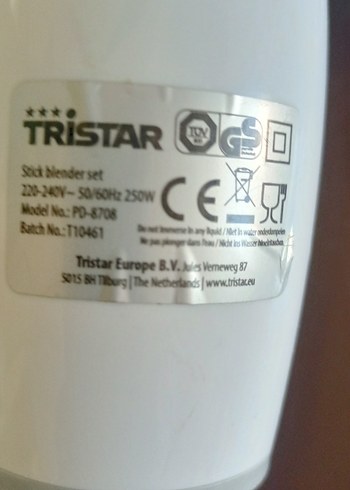 TRISTAR
TÜV
GS
Stick blender set
220-240V~ 50/60Hz 250W
Model No.: PD-8708
Batch No.: T10461
CE
Do not immerse in any liquid / Niet in water onderdompelen
Ne pas plonger dans l'eau / Nicht ins Wasser hineintauchen
Tristar Europe B.V. Jules Verneweg 87
5015 BH Tilburg | The Netherlands | www.tristar.eu